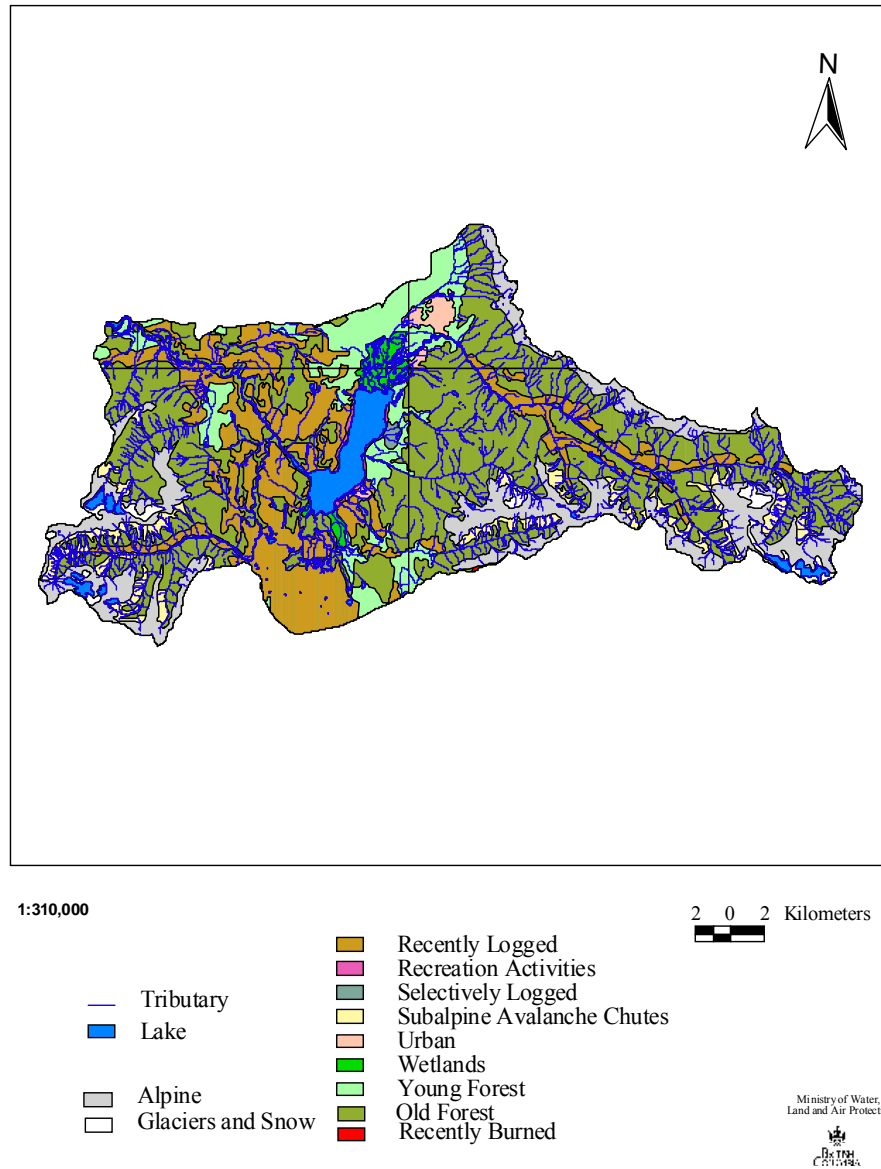 N
1:310,000
2 0 2 Kilometers
Tributary
Lake
Alpine
Glaciers and Snow
Recently Logged
Recreation Activities
Selectively Logged
Subalpine Avalanche Chutes
Urban
Wetlands
Young Forest
Old Forest
Recently Burned
Ministry of Water,
Land and Air Protect